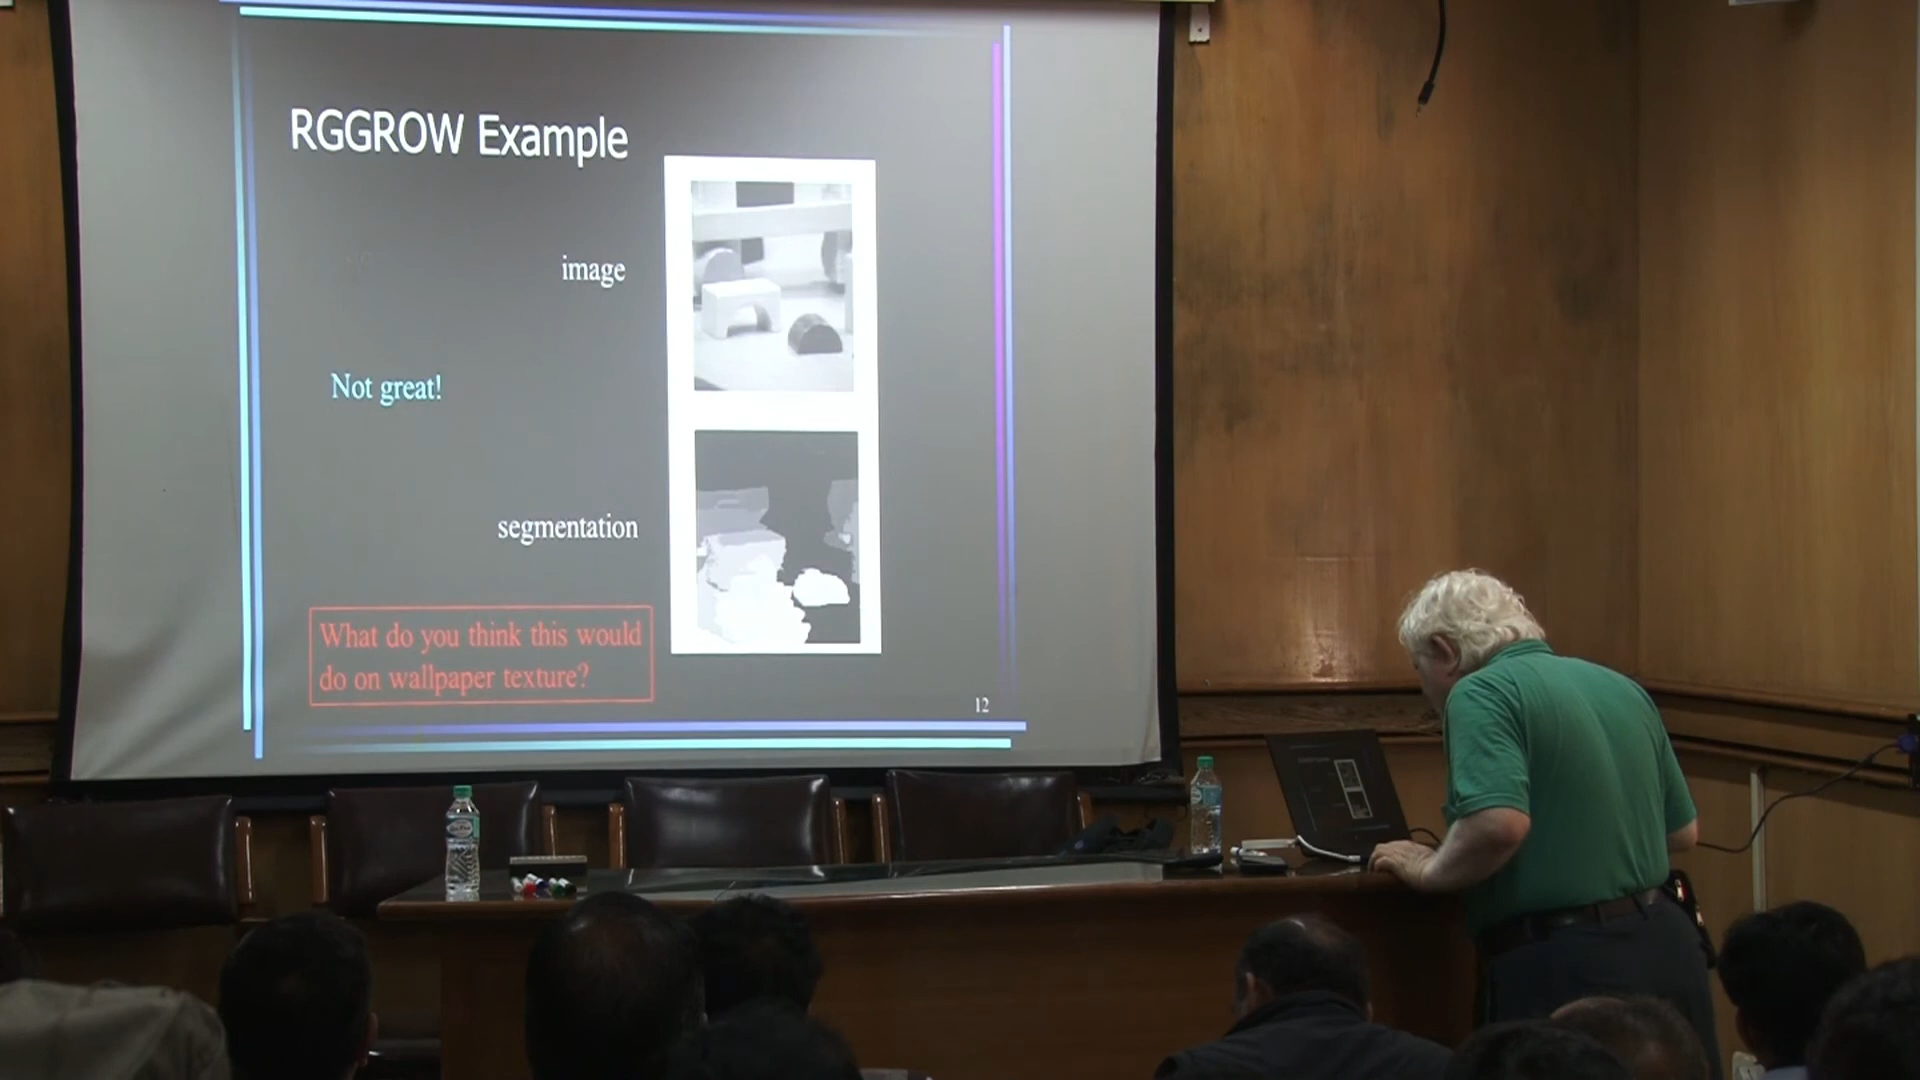 RGGROW Example
image
Not great!
segmentation
What do you think this would
do on wallpaper texture?
12